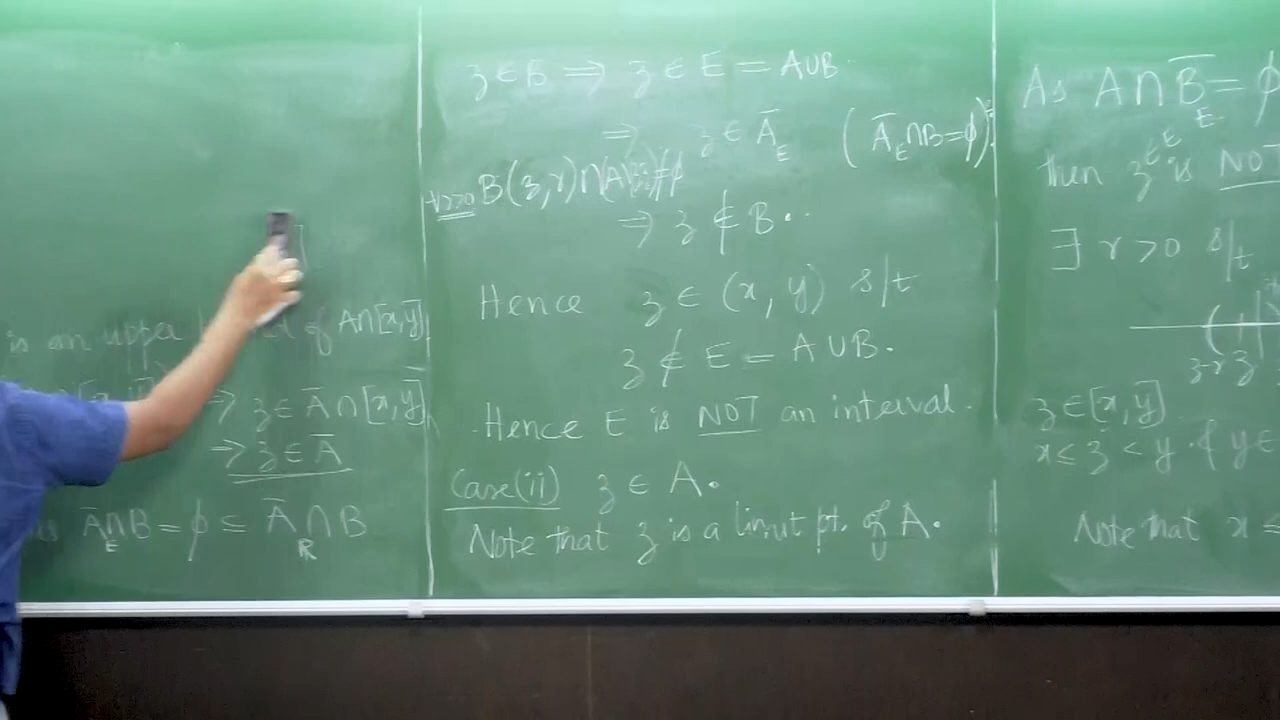 is an upper of A∩[x,y]
⇒ z ∈ Ā∩[x,y]
⇒ z ∈ Ā
Ā_E∩B = φ ⊆ Ā_ℝ∩B
z ∈ E = A∪B.
⇒ z ∈ Ā_E (Ā_E∩B=φ).
∀r>0 B(z,r)∩(A\{z})≠φ
⇒ z ∉ B.
Hence z ∈ (x,y) s/t
z ∉ E = A∪B.
Hence E is NOT an interval.
Case(ii) z ∈ A.
Note that z is a limit pt. of A.
As A∩B̄_E = φ
then z ∈ E is NOT
∃ r>0 s/t
z-r z
z∈[x,y]
x≤z<y & y∈
Note that x ≤